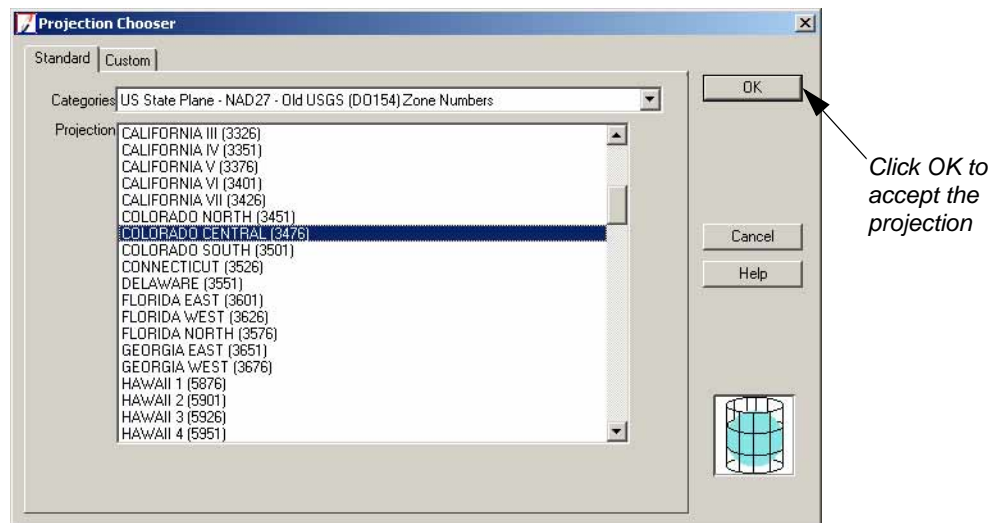 Projection Chooser
Standard
Custom
Categories US State Plane - NAD27 - Old USGS (DO154) Zone Numbers
Projection
CALIFORNIA III (3326)
CALIFORNIA IV (3351)
CALIFORNIA V (3376)
CALIFORNIA VI (3401)
CALIFORNIA VII (3426)
COLORADO NORTH (3451)
COLORADO CENTRAL (3476)
COLORADO SOUTH (3501)
CONNECTICUT (3526)
DELAWARE (3551)
FLORIDA EAST (3601)
FLORIDA WEST (3626)
FLORIDA NORTH (3576)
GEORGIA EAST (3651)
GEORGIA WEST (3676)
HAWAII 1 (5876)
HAWAII 2 (5901)
HAWAII 3 (5926)
HAWAII 4 (5951)
OK
Cancel
Help
Click OK to
accept the
projection